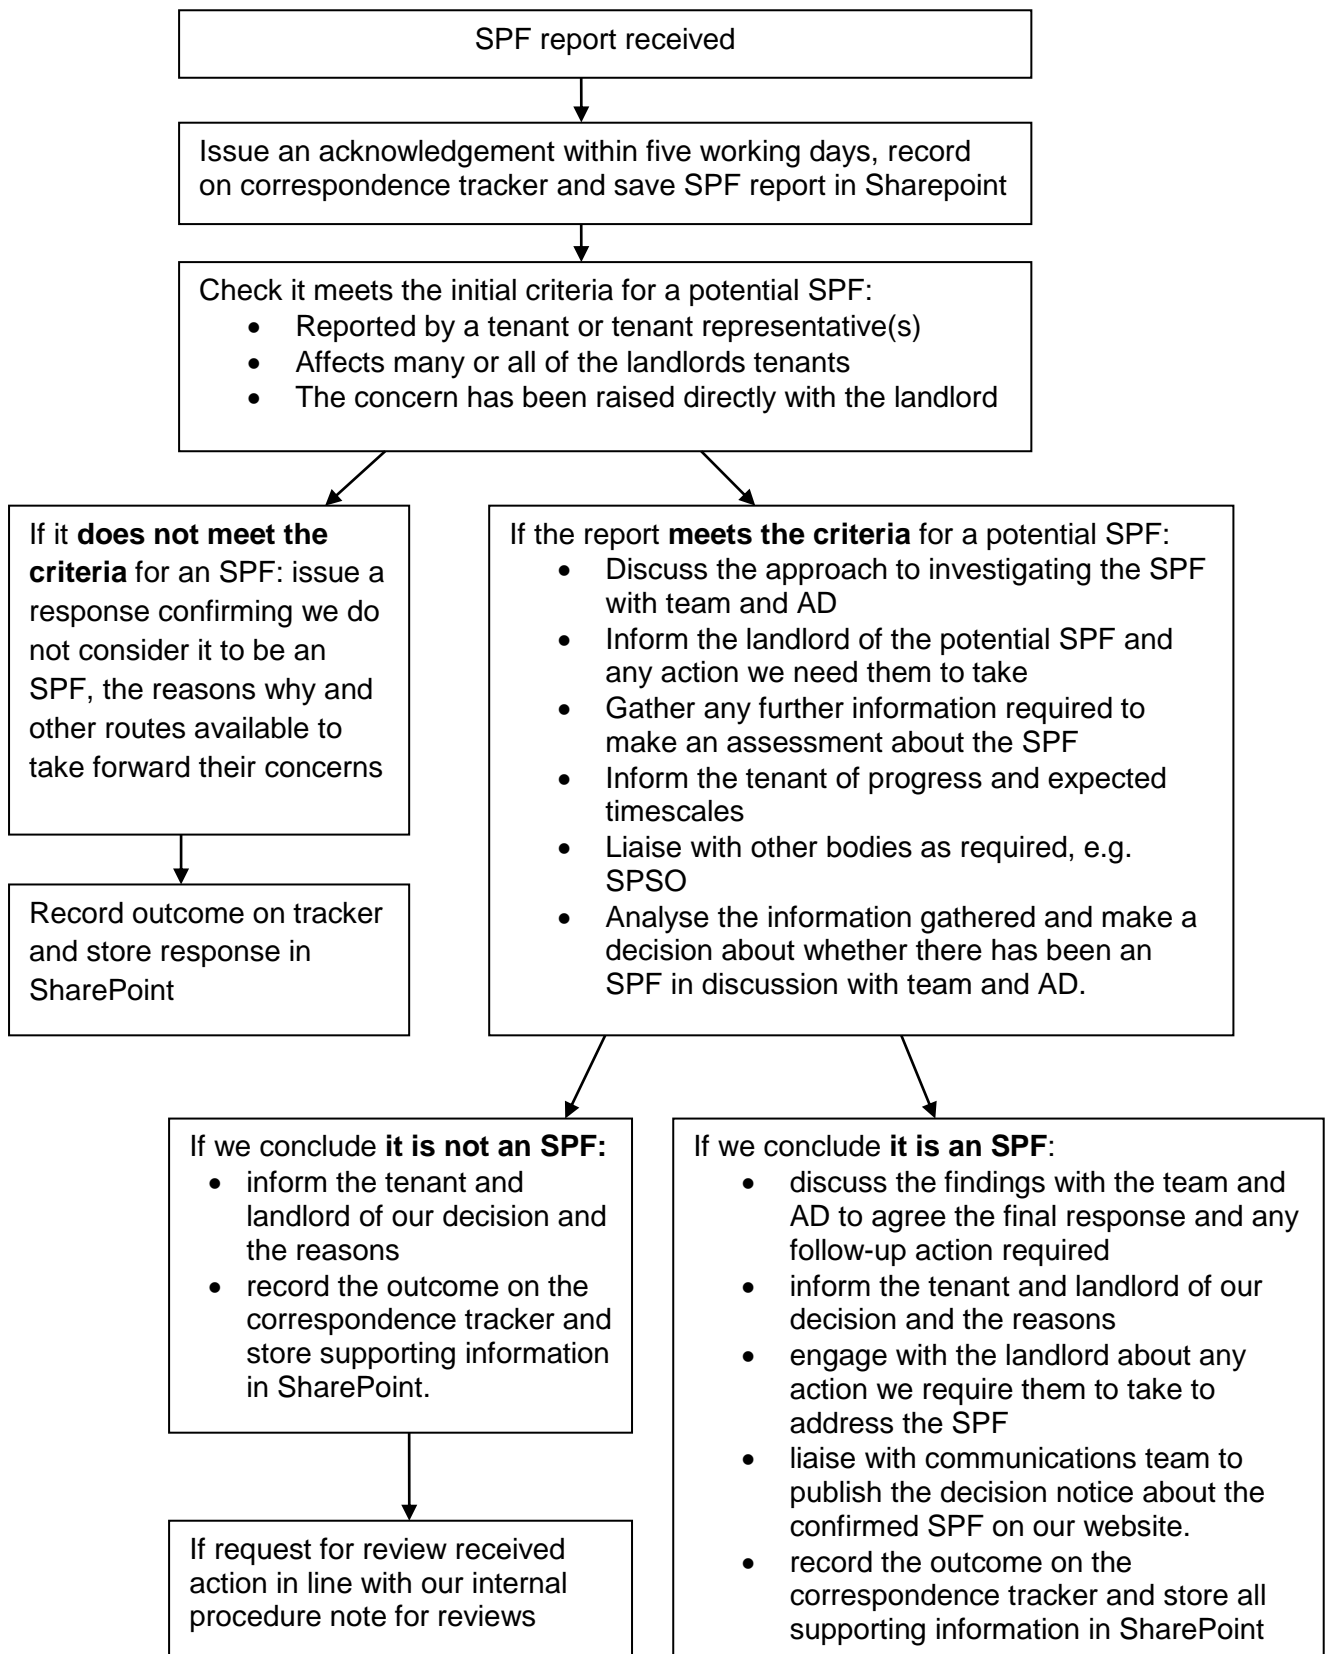 SPF report received
Issue an acknowledgement within five working days, record
on correspondence tracker and save SPF report in Sharepoint
Check it meets the initial criteria for a potential SPF:
• Reported by a tenant or tenant representative(s)
• Affects many or all of the landlords tenants
• The concern has been raised directly with the landlord
If it does not meet the
criteria for an SPF: issue a
response confirming we do
not consider it to be an
SPF, the reasons why and
other routes available to
take forward their concerns
Record outcome on tracker
and store response in
SharePoint
If the report meets the criteria for a potential SPF:
• Discuss the approach to investigating the SPF
with team and AD
• Inform the landlord of the potential SPF and
any action we need them to take
• Gather any further information required to
make an assessment about the SPF
• Inform the tenant of progress and expected
timescales
• Liaise with other bodies as required, e.g.
SPSO
• Analyse the information gathered and make a
decision about whether there has been an
SPF in discussion with team and AD.
If we conclude it is not an SPF:
• inform the tenant and
landlord of our decision and
the reasons
• record the outcome on the
correspondence tracker and
store supporting information
in SharePoint.
If request for review received
action in line with our internal
procedure note for reviews
If we conclude it is an SPF:
• discuss the findings with the team and
AD to agree the final response and any
follow-up action required
• inform the tenant and landlord of our
decision and the reasons
• engage with the landlord about any
action we require them to take to
address the SPF
• liaise with communications team to
publish the decision notice about the
confirmed SPF on our website.
• record the outcome on the
correspondence tracker and store all
supporting information in SharePoint